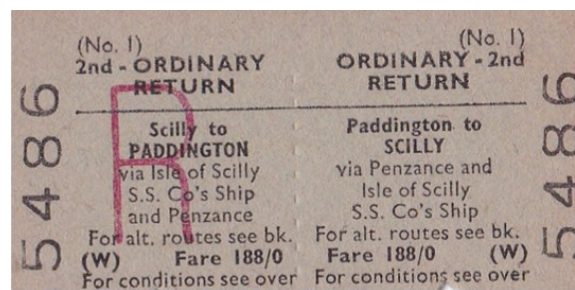 5486
(No. 1)
2nd - ORDINARY
RETURN
R
Scilly to
PADDINGTON
via Isle of Scilly
S.S. Co's Ship
and Penzance
For alt. routes see bk.
(W) Fare 188/0
For conditions see over
(No. 1)
ORDINARY - 2nd
RETURN
Paddington to
SCILLY
via Penzance and
Isle of Scilly
S.S. Co's Ship
For alt. routes see bk.
Fare 188/0 (W)
For conditions see over
5486